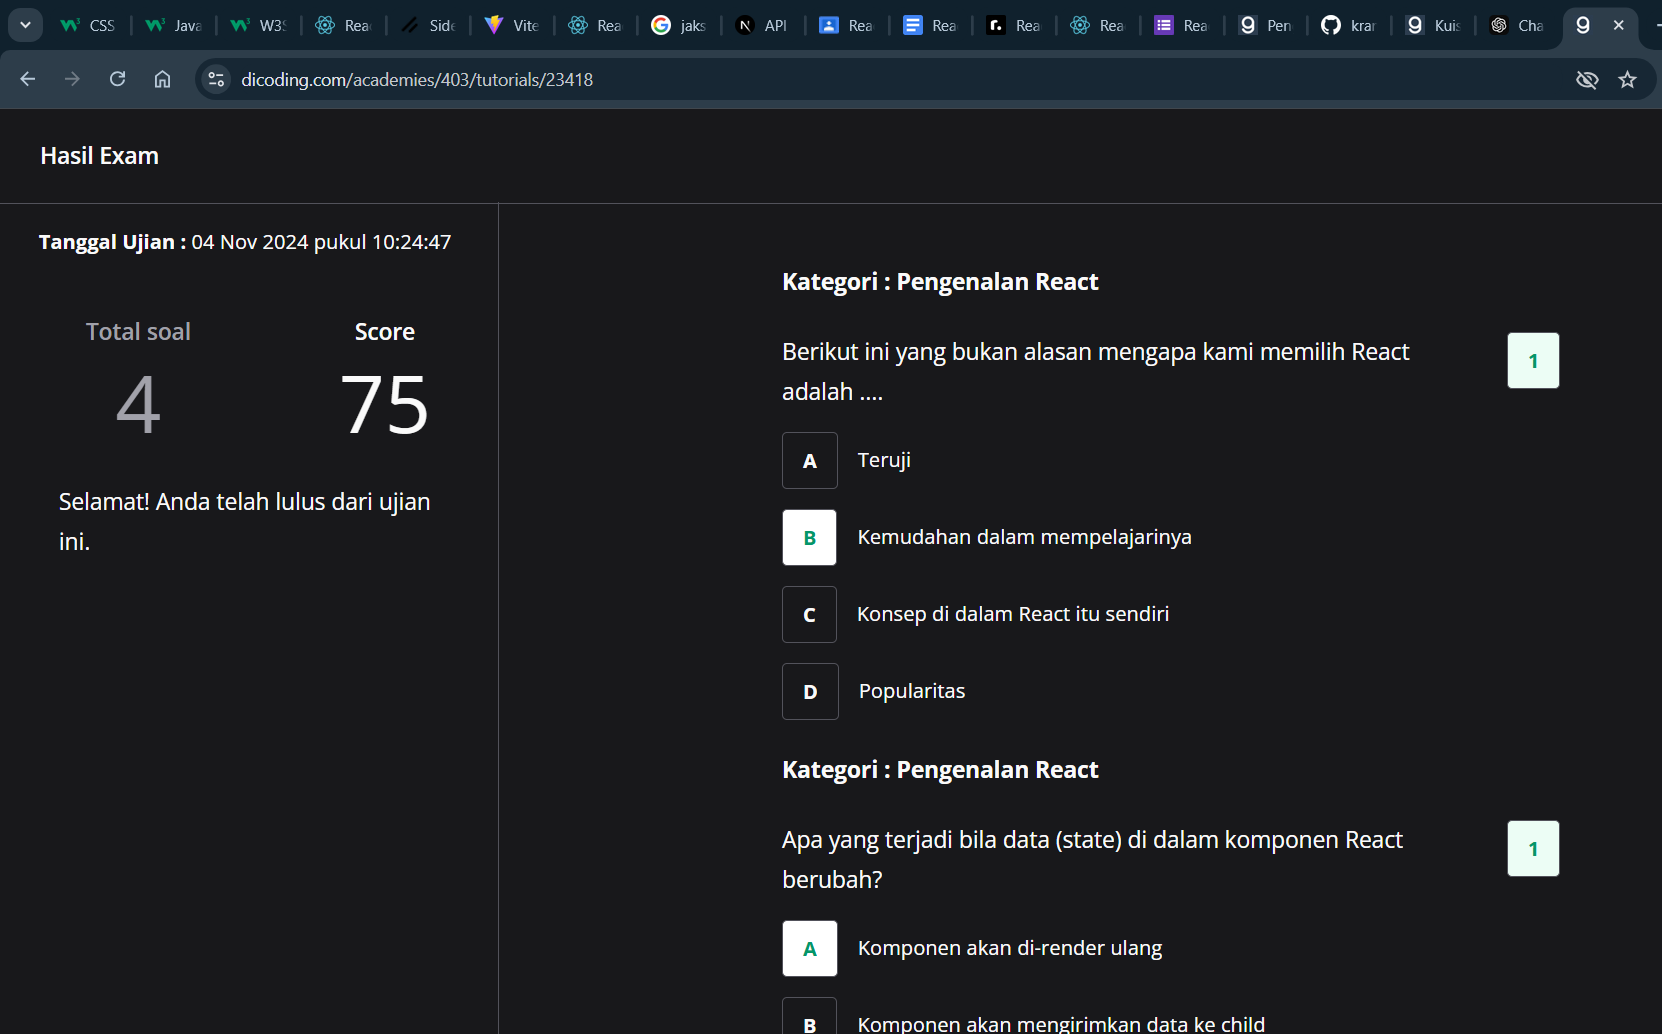 CSS
Java
W3S
Rea
Side
Vite
Rea
jaks
API
Rea
Rea
Rea
Rea
Rea
Pen
krar
Kuis
Cha
dicoding.com/academies/403/tutorials/23418
Hasil Exam
Tanggal Ujian : 04 Nov 2024 pukul 10:24:47
Total soal
Score
4
75
Selamat! Anda telah lulus dari ujian
ini.
Kategori : Pengenalan React
Berikut ini yang bukan alasan mengapa kami memilih React
adalah ....
1
A Teruji
B Kemudahan dalam mempelajarinya
C Konsep di dalam React itu sendiri
D Popularitas
Kategori : Pengenalan React
Apa yang terjadi bila data (state) di dalam komponen React
berubah?
1
A Komponen akan di-render ulang
B Komponen akan mengirimkan data ke child